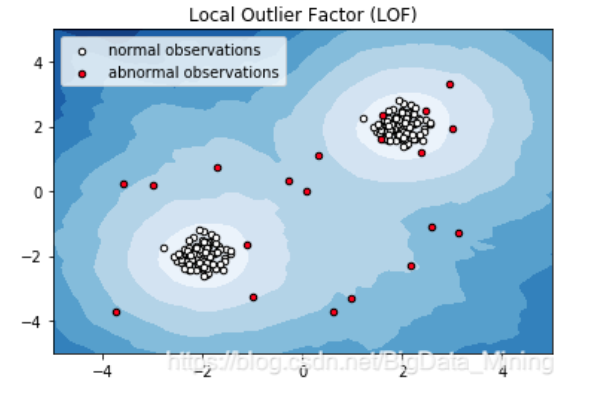 Local Outlier Factor (LOF)
normal observations
abnormal observations
4
2
0
−2
−4
−4
−2
0
2
4
https://blog.csdn.net/BigData_Mining